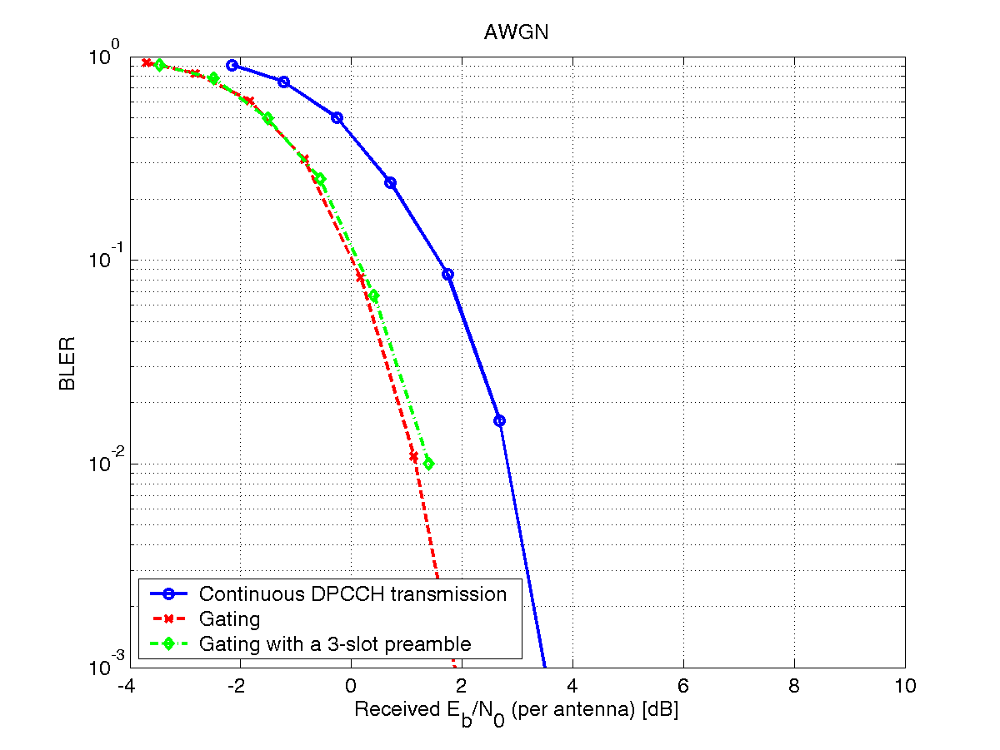 AWGN
10^0
10^-1
10^-2
10^-3
BLER
Continuous DPCCH transmission
Gating
Gating with a 3-slot preamble
-4 -2 0 2 4 6 8 10
Received E_b/N_0 (per antenna) [dB]